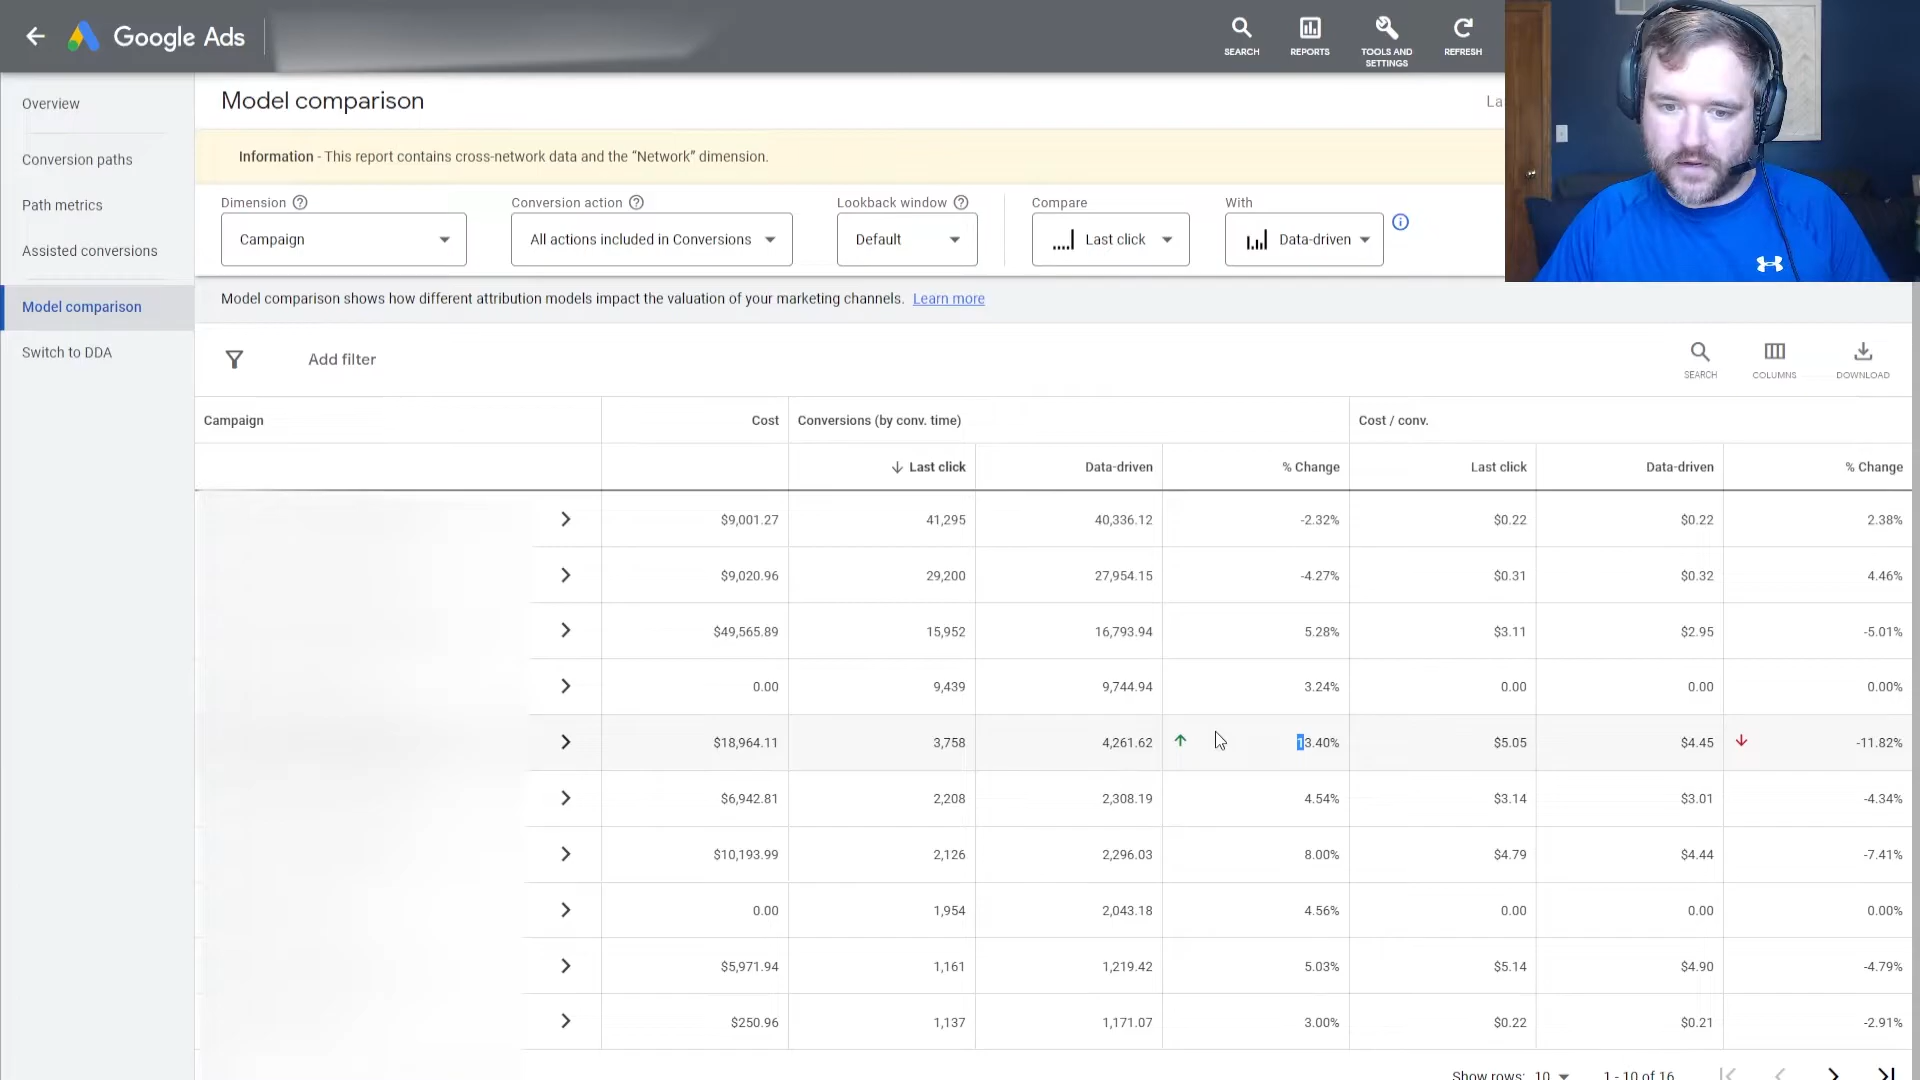 Google Ads
SEARCH
REPORTS
TOOLS AND SETTINGS
REFRESH
Overview
Conversion paths
Path metrics
Assisted conversions
Model comparison
Switch to DDA
Model comparison
La
Information - This report contains cross-network data and the “Network” dimension.
Dimension
Conversion action
Lookback window
Compare
With
Campaign
All actions included in Conversions
Default
Last click
Data-driven
Model comparison shows how different attribution models impact the valuation of your marketing channels. Learn more
Add filter
SEARCH
COLUMNS
DOWNLOAD
Campaign Cost Conversions (by conv. time) Cost / conv.
Last click Data-driven % Change Last click Data-driven % Change
$9,001.27 41,295 40,336.12 -2.32% $0.22 $0.22 2.38%
$9,020.96 29,200 27,954.15 -4.27% $0.31 $0.32 4.46%
$49,565.89 15,952 16,793.94 5.28% $3.11 $2.95 -5.01%
0.00 9,439 9,744.94 3.24% 0.00 0.00 0.00%
$18,964.11 3,758 4,261.62 13.40% $5.05 $4.45 -11.82%
$6,942.81 2,208 2,308.19 4.54% $3.14 $3.01 -4.34%
$10,193.99 2,126 2,296.03 8.00% $4.79 $4.44 -7.41%
0.00 1,954 2,043.18 4.56% 0.00 0.00 0.00%
$5,971.94 1,161 1,219.42 5.03% $5.14 $4.90 -4.79%
$250.96 1,137 1,171.07 3.00% $0.22 $0.21 -2.91%
Show rows: 10 1 - 10 of 16